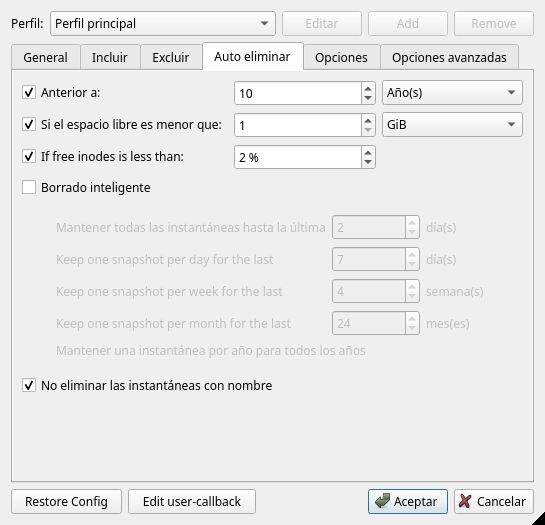 Perfil: Perfil principal Editar Add Remove
General Incluir Excluir Auto eliminar Opciones Opciones avanzadas
Anterior a: 10 Año(s)
Si el espacio libre es menor que: 1 GiB
If free inodes is less than: 2 %
Borrado inteligente
Mantener todas las instantáneas hasta la última 2 día(s)
Keep one snapshot per day for the last 7 día(s)
Keep one snapshot per week for the last 4 semana(s)
Keep one snapshot per month for the last 24 mes(es)
Mantener una instantánea por año para todos los años
No eliminar las instantáneas con nombre
Restore Config Edit user-callback Aceptar Cancelar